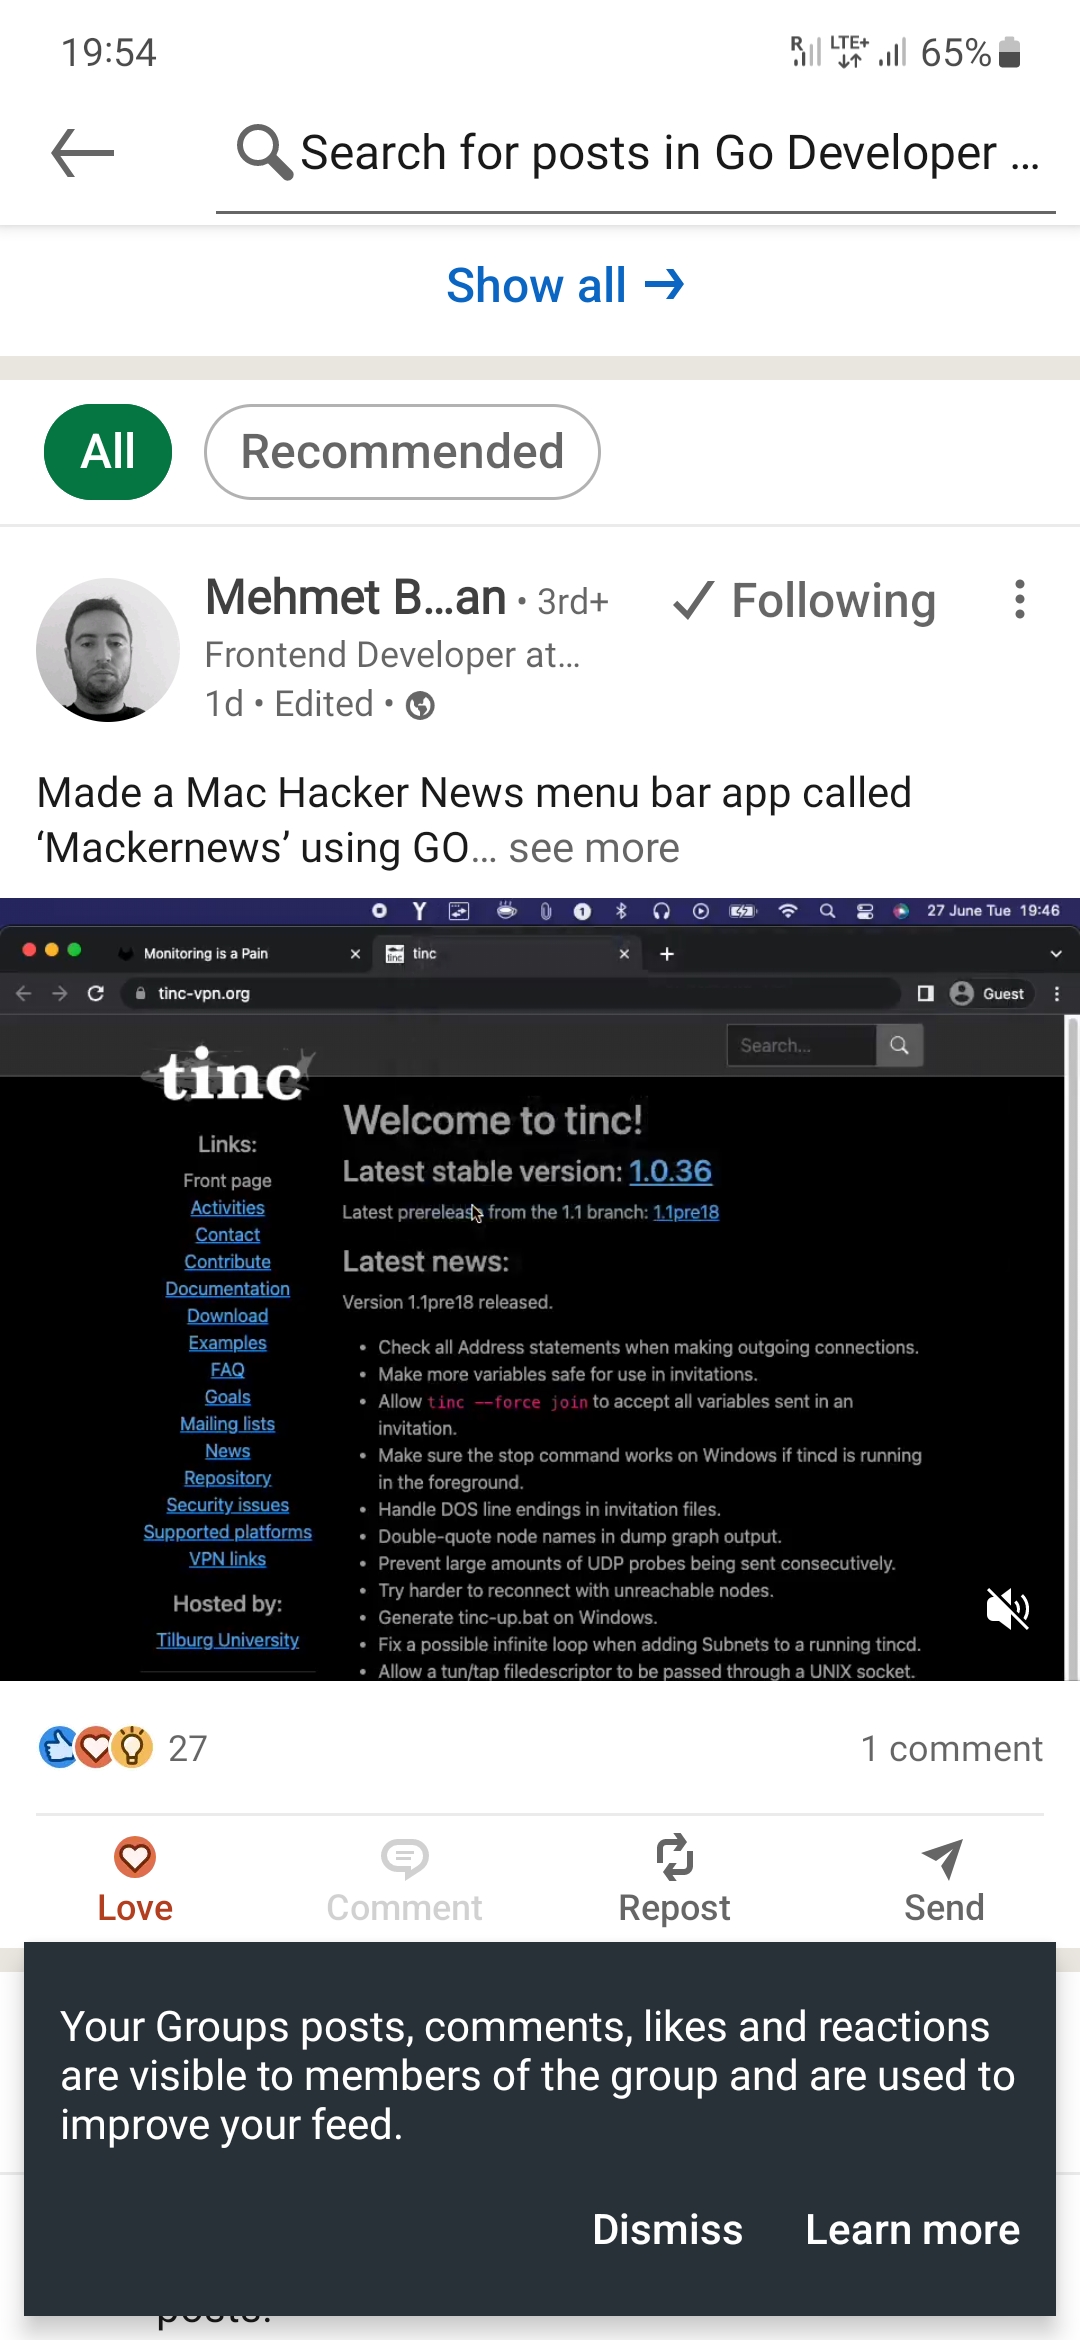 19:54
R LTE+ 65%
Search for posts in Go Developer ...
Show all →
All
Recommended
Mehmet B...an • 3rd+
Following
Frontend Developer at...
1d • Edited •
Made a Mac Hacker News menu bar app called
‘Mackernews’ using GO... see more
27 June Tue 19:46
Monitoring is a Pain
tinc
tinc-vpn.org
Guest
tinc
Search...
Welcome to tinc!
Links:
Latest stable version: 1.0.36
Front page
Activities
Latest prerelease from the 1.1 branch: 1.1pre18
Contact
Contribute
Latest news:
Documentation
Version 1.1pre18 released.
Download
Examples
• Check all Address statements when making outgoing connections.
FAQ
• Make more variables safe for use in invitations.
Goals
• Allow tinc --force join to accept all variables sent in an
invitation.
Mailing lists
News
• Make sure the stop command works on Windows if tincd is running
in the foreground.
Repository
Security issues
• Handle DOS line endings in invitation files.
Supported platforms
• Double-quote node names in dump graph output.
VPN links
• Prevent large amounts of UDP probes being sent consecutively.
• Try harder to reconnect with unreachable nodes.
Hosted by:
• Generate tinc-up.bat on Windows.
Tilburg University
• Fix a possible infinite loop when adding Subnets to a running tincd.
• Allow a tun/tap filedescriptor to be passed through a UNIX socket.
27
1 comment
Love
Comment
Repost
Send
Your Groups posts, comments, likes and reactions
are visible to members of the group and are used to
improve your feed.
Dismiss
Learn more